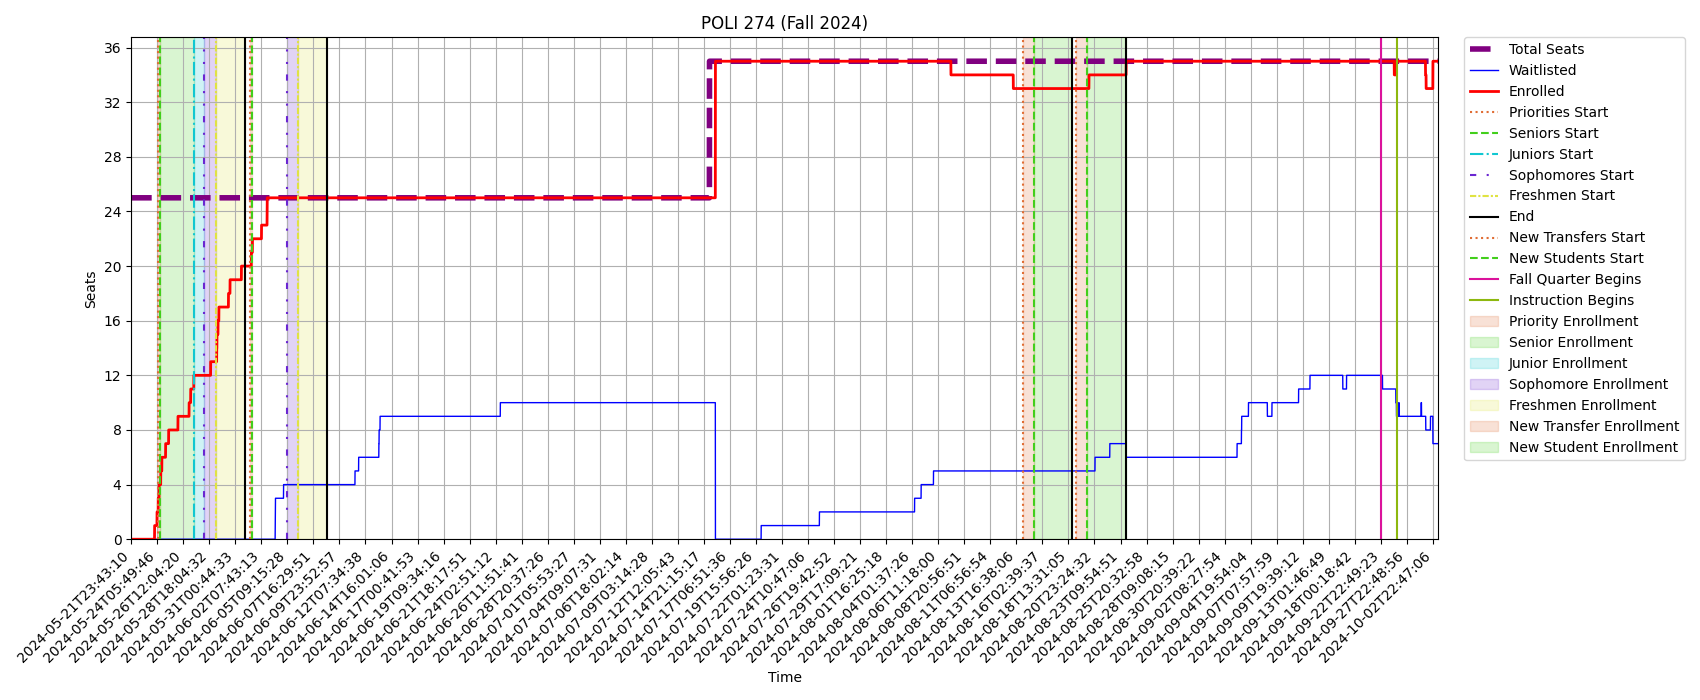 POLI 274 (Fall 2024)
36
32
28
24
20
16
12
8
4
0
Seats
2024-05-21T23:43:10
2024-05-24T05:49:46
2024-05-26T12:04:20
2024-05-28T18:04:32
2024-05-31T00:44:33
2024-06-02T07:43:13
2024-06-05T09:15:28
2024-06-07T16:29:51
2024-06-09T23:52:57
2024-06-12T07:34:38
2024-06-14T16:01:06
2024-06-17T00:41:53
2024-06-19T09:34:16
2024-06-21T18:17:51
2024-06-24T02:51:12
2024-06-26T11:51:41
2024-06-28T20:37:26
2024-07-01T05:53:27
2024-07-04T09:07:31
2024-07-06T18:02:14
2024-07-09T03:14:28
2024-07-12T12:05:43
2024-07-14T21:15:17
2024-07-17T06:51:36
2024-07-19T15:56:26
2024-07-22T01:23:31
2024-07-24T10:47:06
2024-07-26T19:42:52
2024-07-29T17:09:21
2024-08-01T16:25:18
2024-08-04T01:37:26
2024-08-06T11:18:00
2024-08-08T20:56:51
2024-08-11T06:56:54
2024-08-13T16:38:06
2024-08-16T02:39:37
2024-08-18T13:31:05
2024-08-20T23:24:32
2024-08-23T09:54:51
2024-08-25T20:32:58
2024-08-28T09:08:15
2024-08-30T20:39:22
2024-09-02T08:27:54
2024-09-04T19:54:04
2024-09-07T07:57:59
2024-09-09T19:39:12
2024-09-13T01:46:49
2024-09-18T00:18:42
2024-09-22T22:49:23
2024-09-27T22:48:56
2024-10-02T22:47:06
Time
Total Seats
Waitlisted
Enrolled
Priorities Start
Seniors Start
Juniors Start
Sophomores Start
Freshmen Start
End
New Transfers Start
New Students Start
Fall Quarter Begins
Instruction Begins
Priority Enrollment
Senior Enrollment
Junior Enrollment
Sophomore Enrollment
Freshmen Enrollment
New Transfer Enrollment
New Student Enrollment